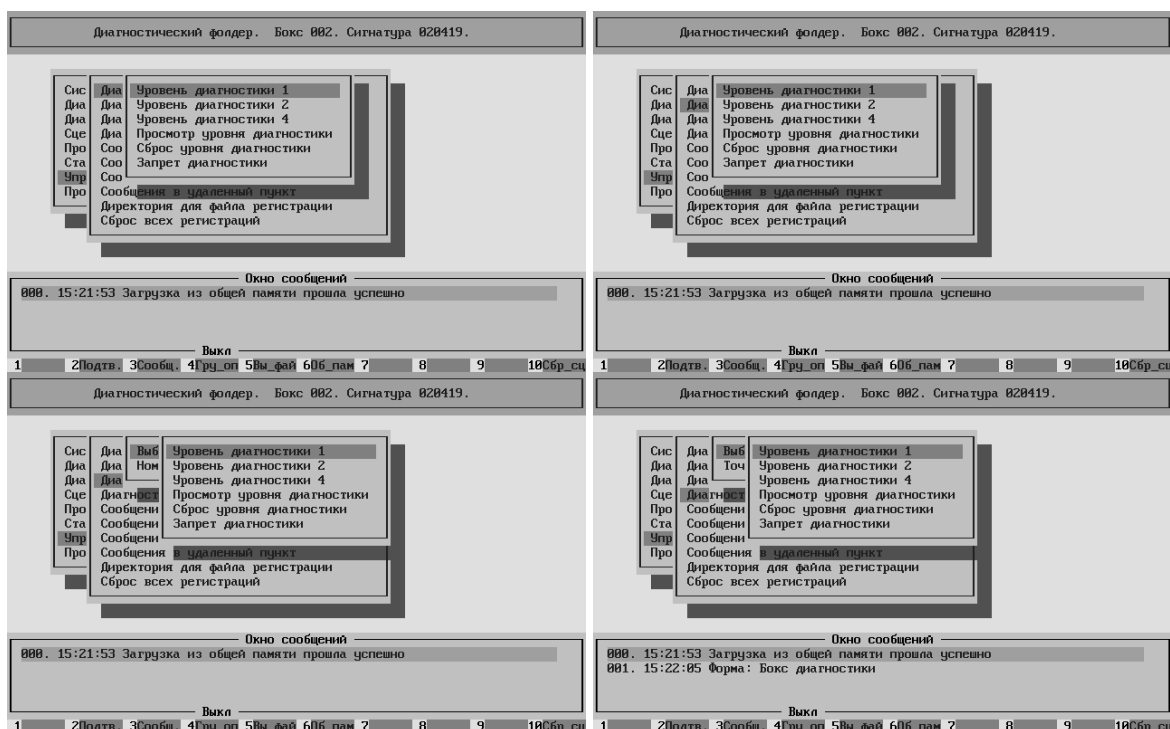 Диагностический фолдер. Бокс 002. Сигнатура 020419.
Сис Диа Уровень диагностики 1
Диа Диа Уровень диагностики 2
Диа Диа Уровень диагностики 4
Сце Диа Просмотр уровня диагностики
Про Соо Сброс уровня диагностики
Ста Соо Запрет диагностики
Упр Соо
Про Сообщения в удаленный пункт
Директория для файла регистрации
Сброс всех регистраций
Окно сообщений
000. 15:21:53 Загрузка из общей памяти прошла успешно
Выкл
1 2Подтв. 3Сообщ. 4Гру_оп 5Вы_фай 6Об_пам 7 8 9 10Сбр_сц
Диагностический фолдер. Бокс 002. Сигнатура 020419.
Сис Диа Уровень диагностики 1
Диа Диа Уровень диагностики 2
Диа Диа Уровень диагностики 4
Сце Диа Просмотр уровня диагностики
Про Соо Сброс уровня диагностики
Ста Соо Запрет диагностики
Упр Соо
Про Сообщения в удаленный пункт
Директория для файла регистрации
Сброс всех регистраций
Окно сообщений
000. 15:21:53 Загрузка из общей памяти прошла успешно
Выкл
1 2Подтв. 3Сообщ. 4Гру_оп 5Вы_фай 6Об_пам 7 8 9 10Сбр_сц
Диагностический фолдер. Бокс 002. Сигнатура 020419.
Сис Диа Выб Уровень диагностики 1
Диа Диа Ном Уровень диагностики 2
Диа Диа Уровень диагностики 4
Сце Диагност Просмотр уровня диагностики
Про Сообщени Сброс уровня диагностики
Ста Сообщени Запрет диагностики
Упр Сообщени
Про Сообщения в удаленный пункт
Директория для файла регистрации
Сброс всех регистраций
Окно сообщений
000. 15:21:53 Загрузка из общей памяти прошла успешно
Выкл
1 2Подтв. 3Сообщ. 4Гру_оп 5Вы_фай 6Об_пам 7 8 9 10Сбр_сц
Диагностический фолдер. Бокс 002. Сигнатура 020419.
Сис Диа Выб Уровень диагностики 1
Диа Диа Точ Уровень диагностики 2
Диа Диа Уровень диагностики 4
Сце Диагност Просмотр уровня диагностики
Про Сообщени Сброс уровня диагностики
Ста Сообщени Запрет диагностики
Упр Сообщени
Про Сообщения в удаленный пункт
Директория для файла регистрации
Сброс всех регистраций
Окно сообщений
000. 15:21:53 Загрузка из общей памяти прошла успешно
001. 15:22:05 Форма: Бокс диагностики
Выкл
1 2Подтв. 3Сообщ. 4Гру_оп 5Вы_фай 6Об_пам 7 8 9 10Сбр_сц